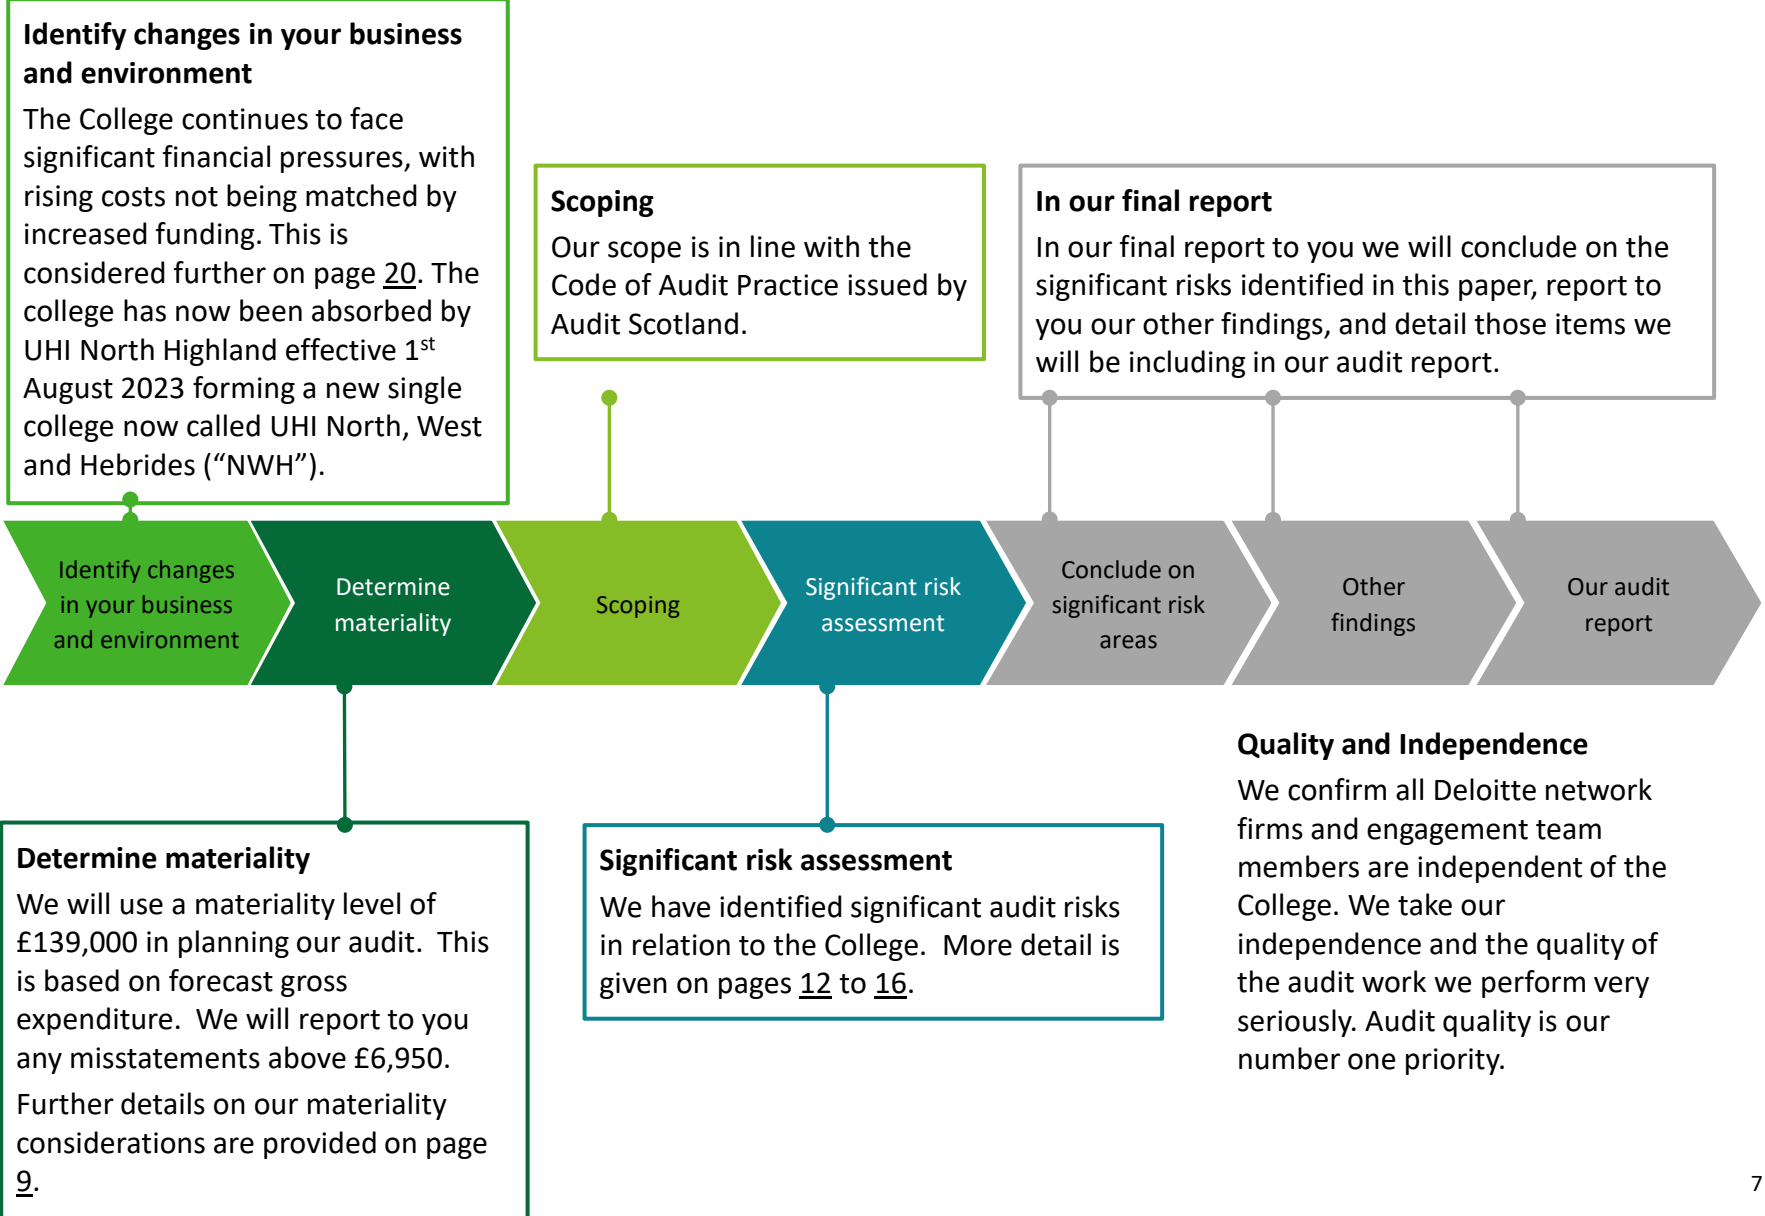 Identify changes in your business
and environment
The College continues to face
significant financial pressures, with
rising costs not being matched by
increased funding. This is
considered further on page 20. The
college has now been absorbed by
UHI North Highland effective 1st
August 2023 forming a new single
college now called UHI North, West
and Hebrides (“NWH”).
Scoping
Our scope is in line with the
Code of Audit Practice issued by
Audit Scotland.
In our final report
In our final report to you we will conclude on the
significant risks identified in this paper, report to
you our other findings, and detail those items we
will be including in our audit report.
Identify changes
in your business
and environment
Determine
materiality
Scoping
Significant risk
assessment
Conclude on
significant risk
areas
Other
findings
Our audit
report
Determine materiality
We will use a materiality level of
£139,000 in planning our audit.  This
is based on forecast gross
expenditure.  We will report to you
any misstatements above £6,950.
Further details on our materiality
considerations are provided on page
9.
Significant risk assessment
We have identified significant audit risks
in relation to the College.  More detail is
given on pages 12 to 16.
Quality and Independence
We confirm all Deloitte network
firms and engagement team
members are independent of the
College. We take our
independence and the quality of
the audit work we perform very
seriously. Audit quality is our
number one priority.
7